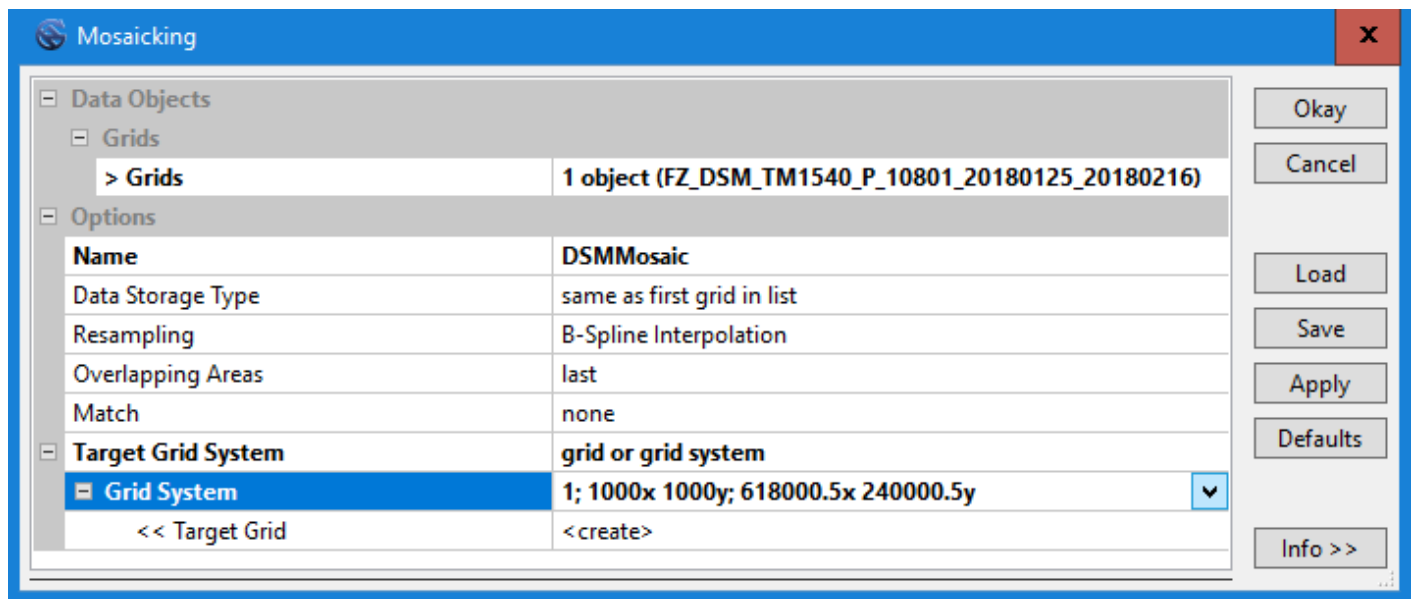 Mosaicking
x
Data Objects
Okay
Grids
> Grids 1 object (FZ_DSM_TM1540_P_10801_20180125_20180216)
Cancel
Options
Name DSMMosaic
Load
Data Storage Type same as first grid in list
Resampling B-Spline Interpolation
Save
Overlapping Areas last
Apply
Match none
Defaults
Target Grid System grid or grid system
Grid System 1; 1000x 1000y; 618000.5x 240000.5y
<< Target Grid <create>
Info >>